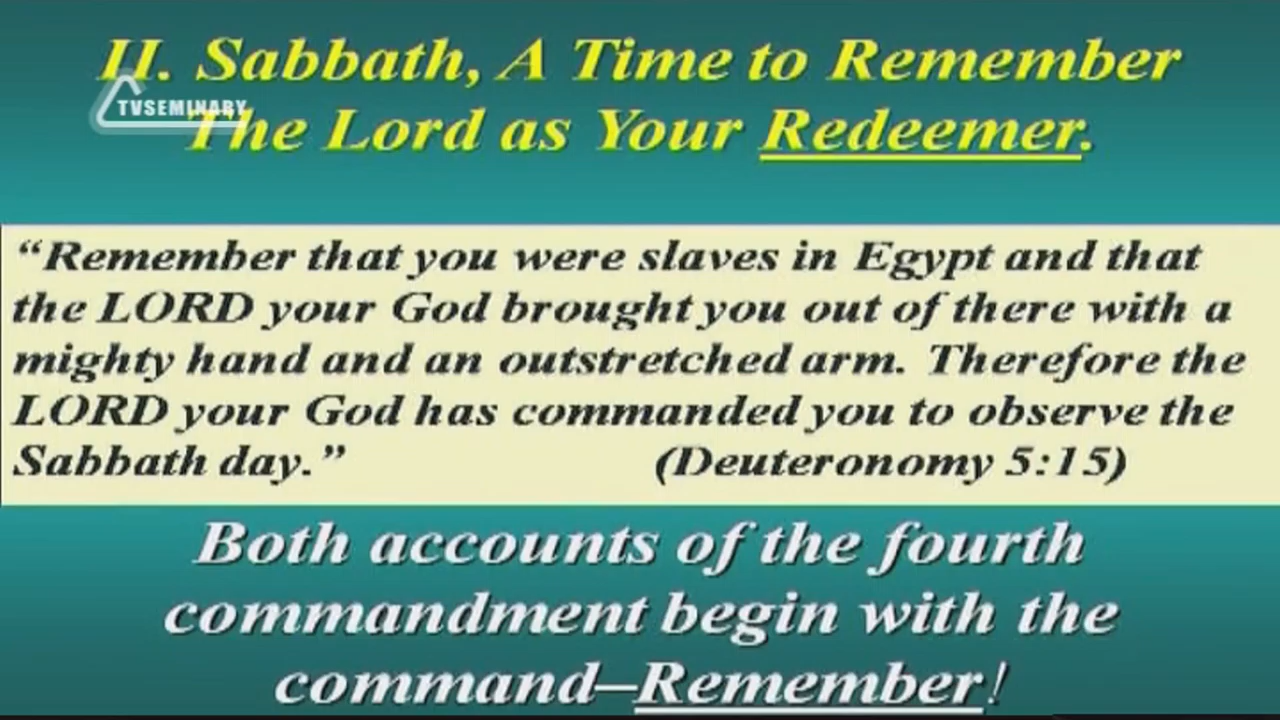 II. Sabbath, A Time to Remember
TVSEMINARY
The Lord as Your Redeemer.
“Remember that you were slaves in Egypt and that
the LORD your God brought you out of there with a
mighty hand and an outstretched arm. Therefore the
LORD your God has commanded you to observe the
Sabbath day.” (Deuteronomy 5:15)
Both accounts of the fourth
commandment begin with the
command–Remember!